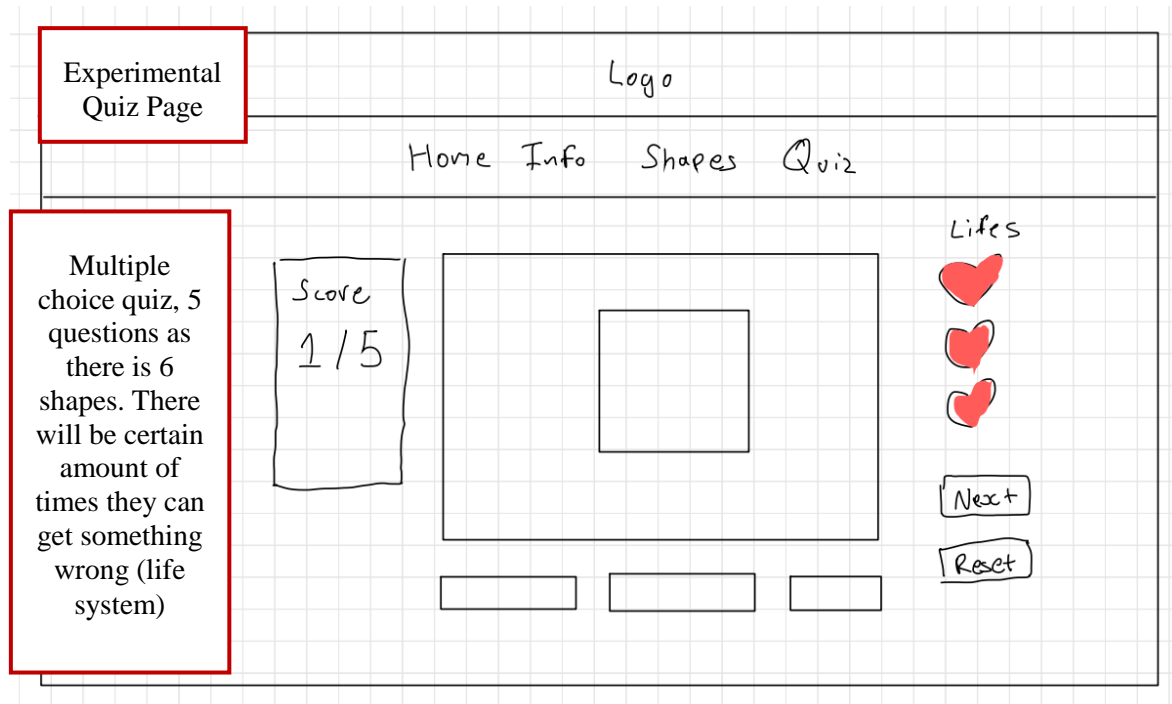 Experimental
Quiz Page
Logo
Home Info Shapes Quiz
Multiple
choice quiz, 5
questions as
there is 6
shapes. There
will be certain
amount of
times they can
get something
wrong (life
system)
Score
1/5
Lifes
Next
Reset